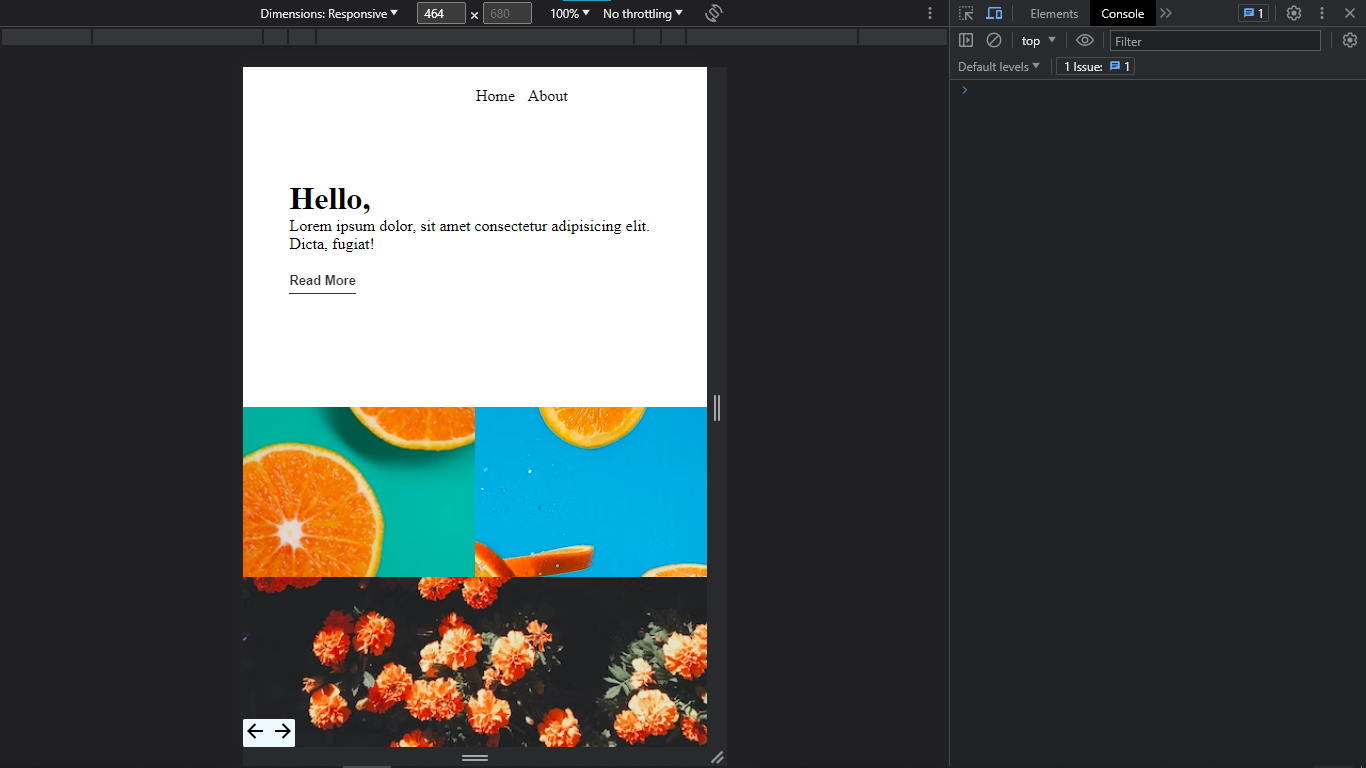 Dimensions: Responsive 464 × 680 100% No throttling
Elements Console 1
top Filter
Default levels 1 Issue: 1
Home About
Hello,
Lorem ipsum dolor, sit amet consectetur adipisicing elit.
Dicta, fugiat!
Read More